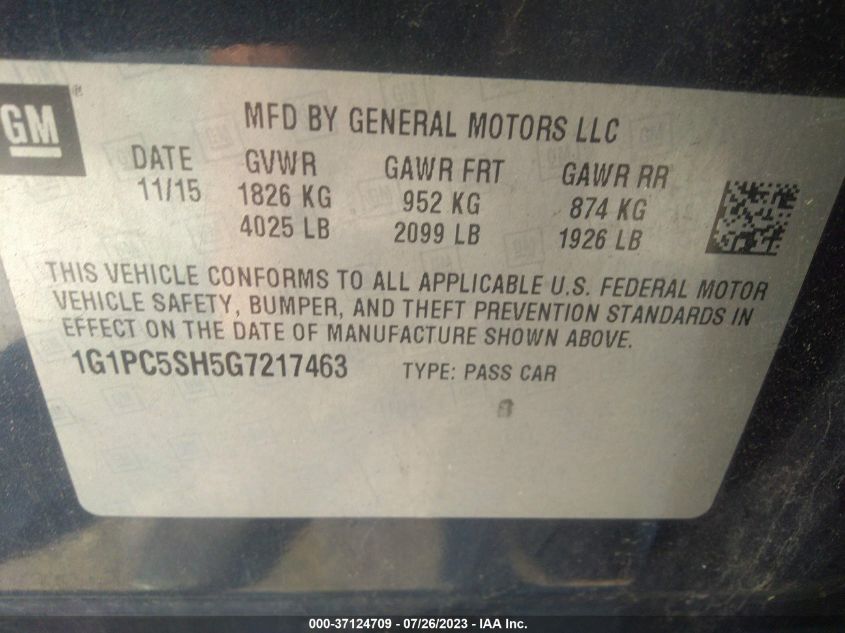 GM
MFD BY GENERAL MOTORS LLC
DATE GVWR GAWR FRT GAWR RR
11/15 1826 KG 952 KG 874 KG
4025 LB 2099 LB 1926 LB
THIS VEHICLE CONFORMS TO ALL APPLICABLE U.S. FEDERAL MOTOR
VEHICLE SAFETY, BUMPER, AND THEFT PREVENTION STANDARDS IN
EFFECT ON THE DATE OF MANUFACTURE SHOWN ABOVE.
1G1PC5SH5G7217463 TYPE: PASS CAR
000-37124709 - 07/26/2023 - IAA Inc.